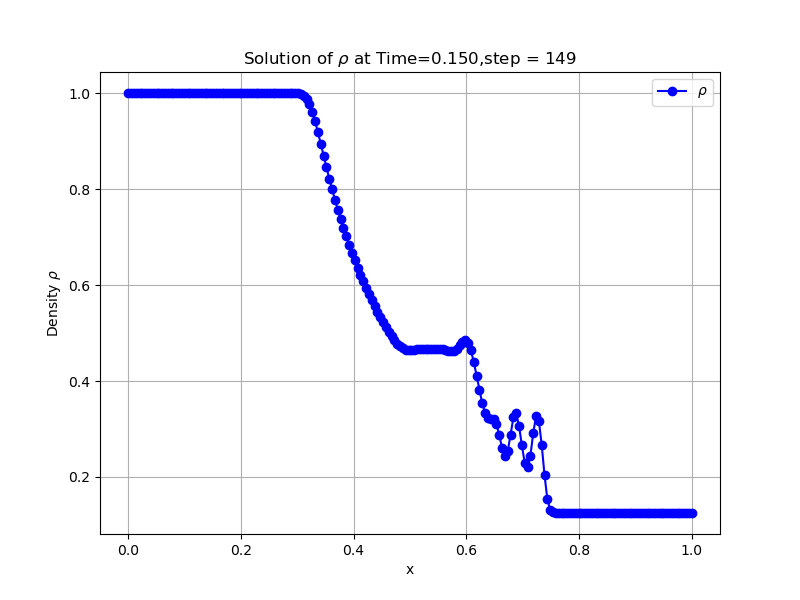 Solution of ρ at Time=0.150,step = 149
ρ
1.0
0.8
0.6
0.4
0.2
Density ρ
0.0
0.2
0.4
0.6
0.8
1.0
x